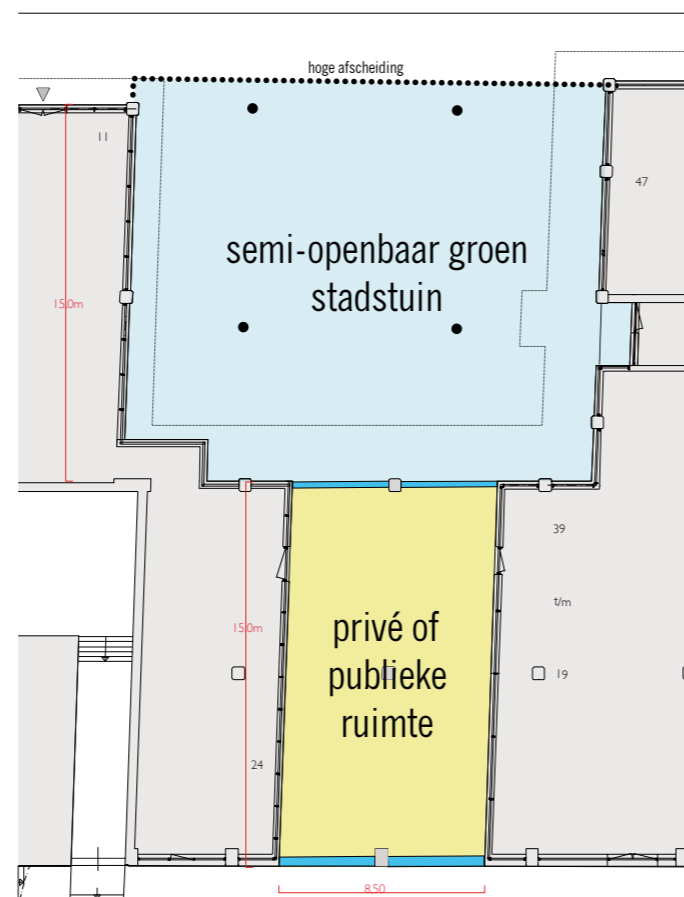 hoge afscheiding
11
47
semi-openbaar groen
stadstuin
15,0m
39
t/m
15,0m
privé of
publieke
ruimte
19
24
8,50